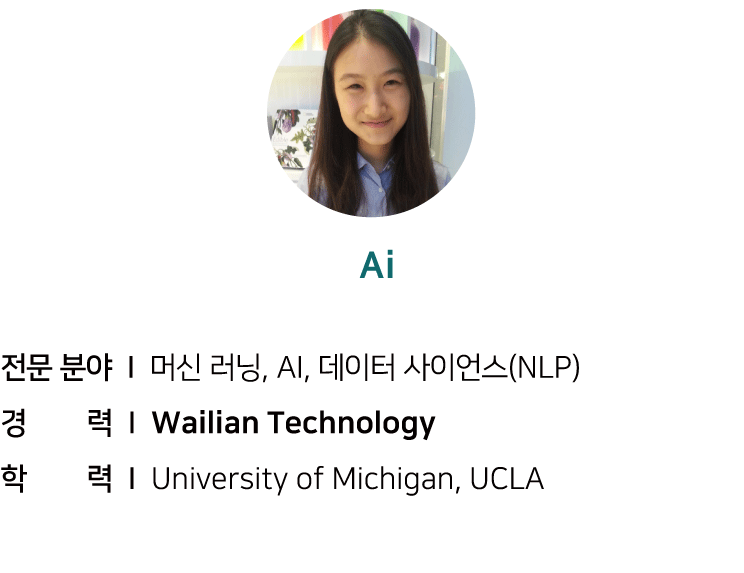 Ai
전문 분야 I 머신 러닝, AI, 데이터 사이언스(NLP)
경 력 I Wailian Technology
학 력 I University of Michigan, UCLA